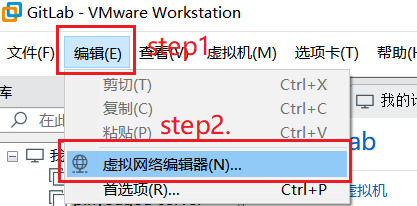 GitLab - VMware Workstation
文件(F) 编辑(E) step1 查看(V) 虚拟机(M) 选项卡(T) 帮助(H
库
剪切(T) Ctrl+X
我的计
在此
复制(C) Ctrl+C
粘贴(P) step2. Ctrl+V
ab
虚拟网络编辑器(N)...
首选项(R)... Ctrl+P
虚拟机